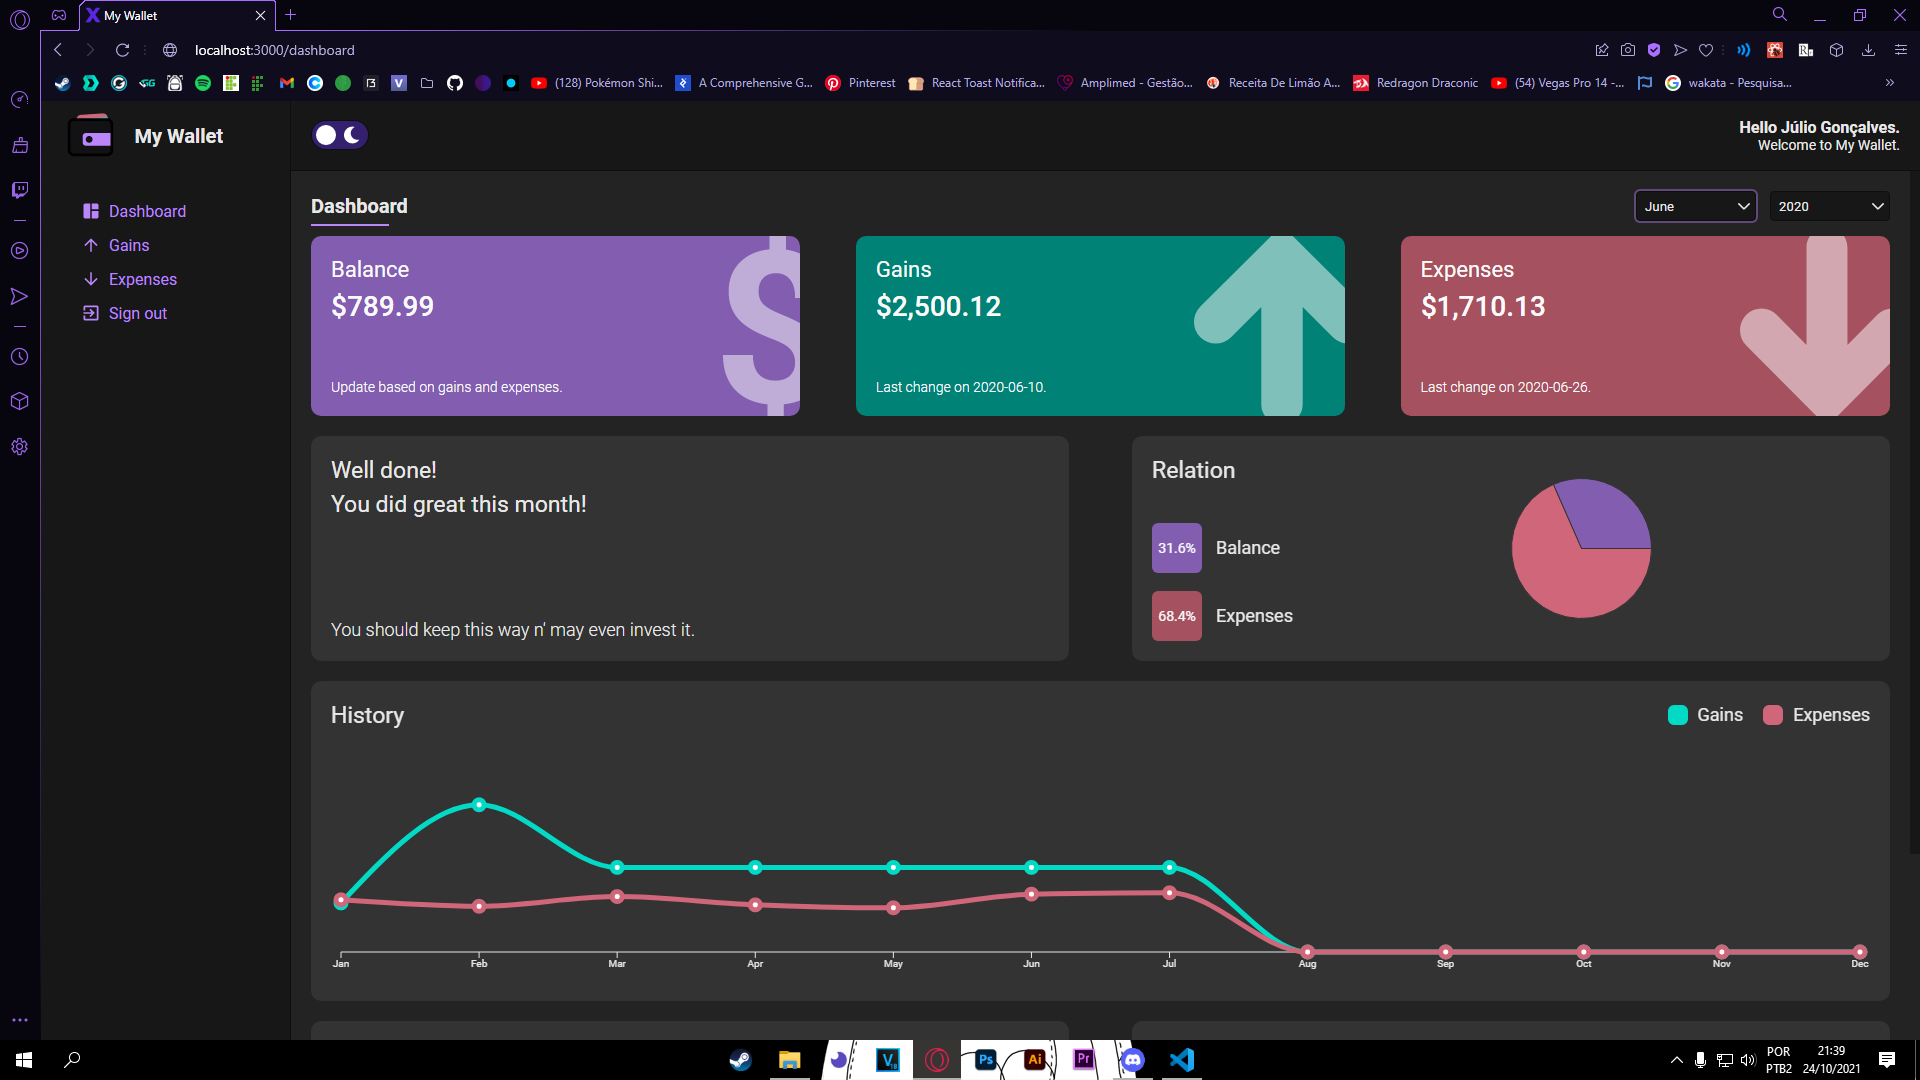 My Wallet
localhost:3000/dashboard
(128) Pokémon Shi...
A Comprehensive G...
Pinterest
React Toast Notifica...
Amplimed - Gestão...
Receita De Limão A...
Redragon Draconic
(54) Vegas Pro 14 -...
wakata - Pesquisa...
My Wallet
Hello Júlio Gonçalves.
Welcome to My Wallet.
Dashboard
Gains
Expenses
Sign out
Dashboard
June
2020
Balance
$789.99
Update based on gains and expenses.
$
Gains
$2,500.12
Last change on 2020-06-10.
Expenses
$1,710.13
Last change on 2020-06-26.
Well done!
You did great this month!
You should keep this way n' may even invest it.
Relation
31.6% Balance
68.4% Expenses
History
Gains
Expenses
Jan Feb Mar Apr May Jun Jul Aug Sep Oct Nov Dec
Ps
Ai
Pr
POR
PTB2
21:39
24/10/2021